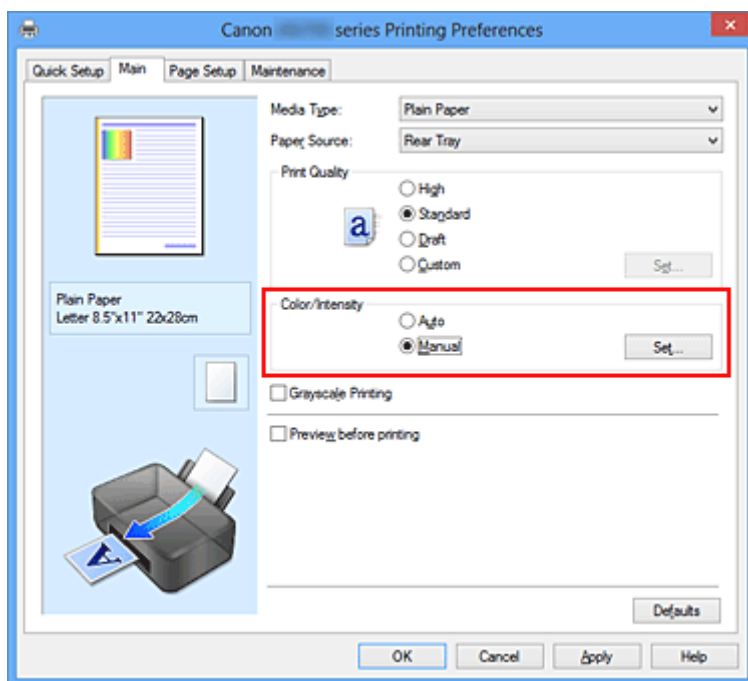 Canon series Printing Preferences
Quick Setup Main Page Setup Maintenance
Media Type: Plain Paper
Paper Source: Rear Tray
Print Quality
High
a Standard
Draft
Custom Set...
Plain Paper
Letter 8.5"x11" 22x28cm
Color/Intensity
Auto
Manual Set...
Grayscale Printing
Preview before printing
A
Defaults
OK Cancel Apply Help